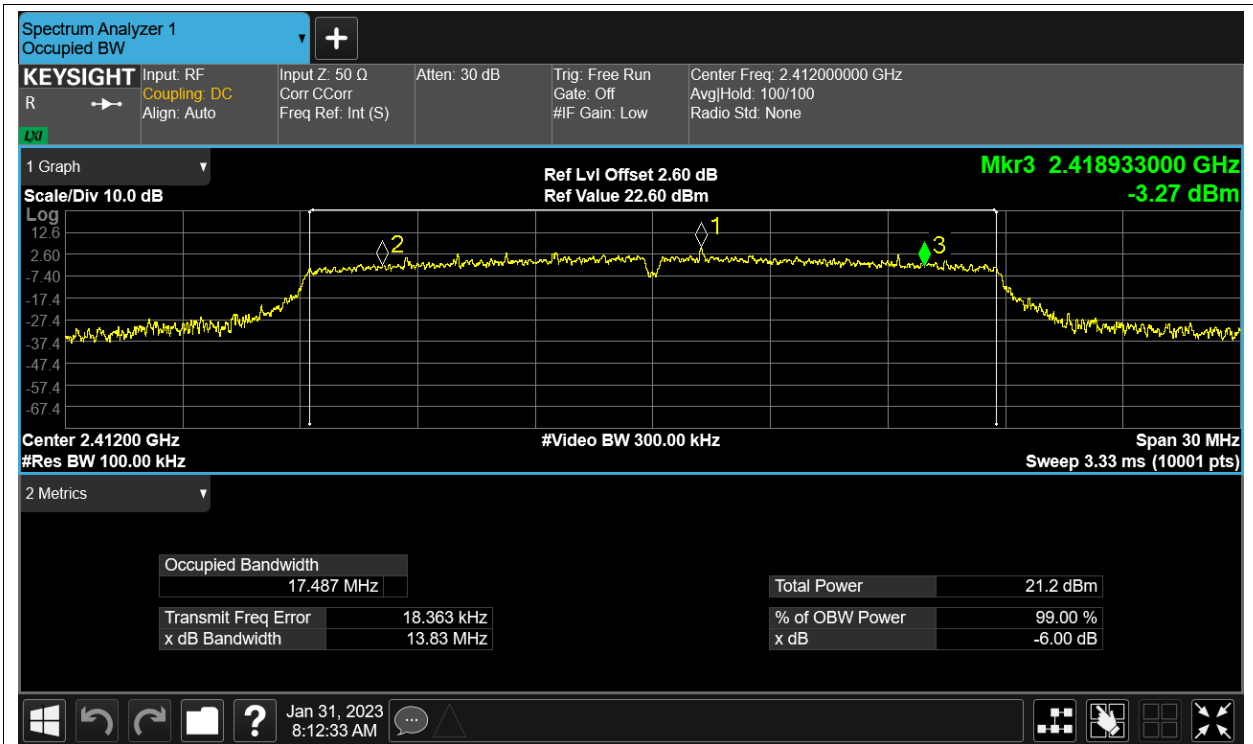 Spectrum Analyzer 1
Occupied BW
KEYSIGHT
R
LXI
Input: RF
Coupling: DC
Align: Auto
Input Z: 50 Ω
Corr CCorr
Freq Ref: Int (S)
Atten: 30 dB
Trig: Free Run
Gate: Off
#IF Gain: Low
Center Freq: 2.412000000 GHz
Avg|Hold: 100/100
Radio Std: None
1 Graph
Scale/Div 10.0 dB
Ref Lvl Offset 2.60 dB
Ref Value 22.60 dBm
Mkr3 2.418933000 GHz
-3.27 dBm
Log
12.6
2.60
-7.40
-17.4
-27.4
-37.4
-47.4
-57.4
-67.4
2
1
3
Center 2.41200 GHz
#Res BW 100.00 kHz
#Video BW 300.00 kHz
Span 30 MHz
Sweep 3.33 ms (10001 pts)
2 Metrics
Occupied Bandwidth
17.487 MHz
Transmit Freq Error 18.363 kHz
x dB Bandwidth 13.83 MHz
Total Power 21.2 dBm
% of OBW Power 99.00 %
x dB -6.00 dB
?
Jan 31, 2023
8:12:33 AM